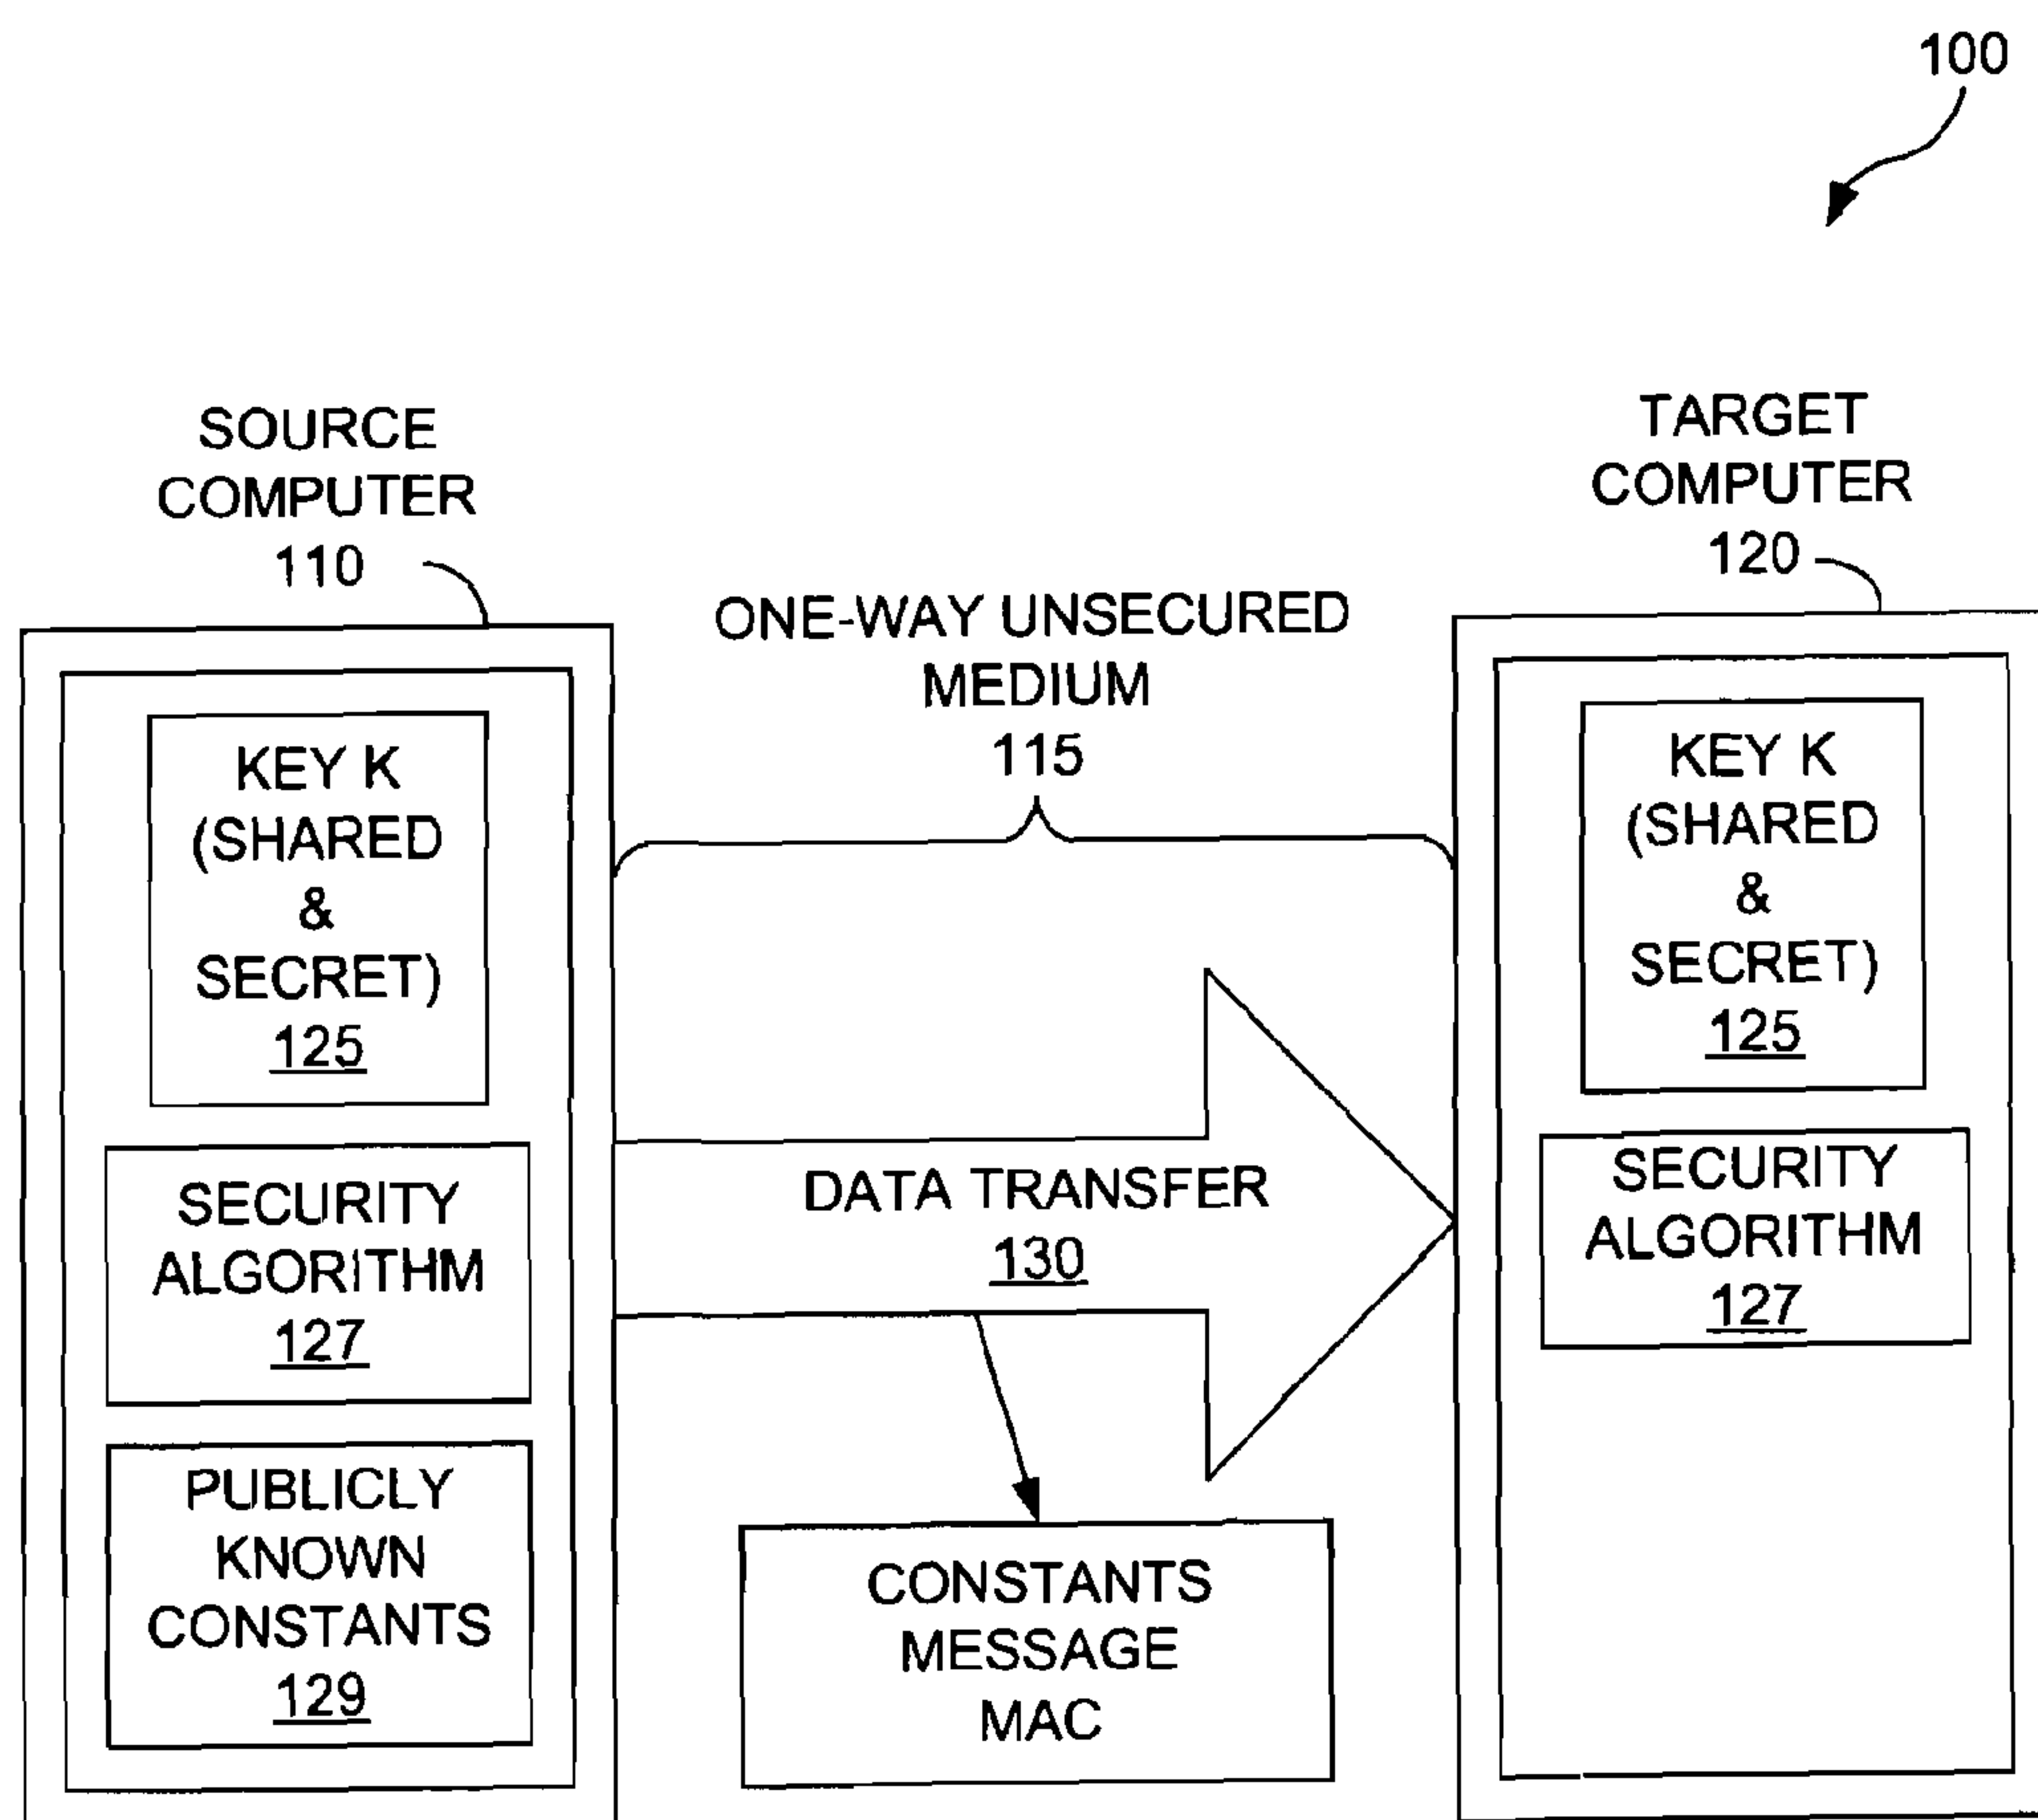 100
SOURCE
COMPUTER
110
ONE-WAY UNSECURED
MEDIUM
115
TARGET
COMPUTER
120
KEY K
(SHARED
&
SECRET)
125
SECURITY
ALGORITHM
127
PUBLICLY
KNOWN
CONSTANTS
129
DATA TRANSFER
130
CONSTANTS
MESSAGE
MAC
KEY K
(SHARED
&
SECRET)
125
SECURITY
ALGORITHM
127